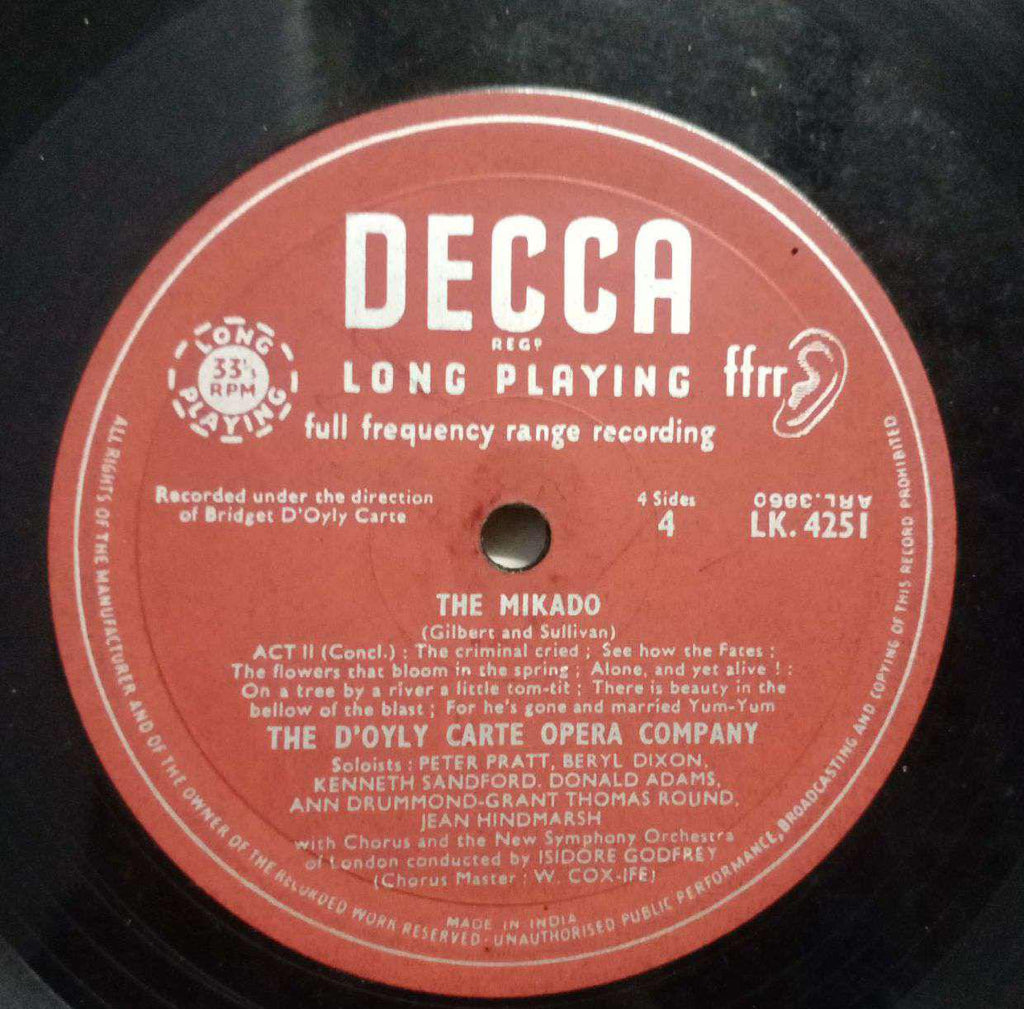 DECCA
REGD
LONG PLAYING
LONG
33⅓
RPM
PLAYING
ffrr
full frequency range recording
Recorded under the direction
of Bridget D'Oyly Carte
4 Sides
4
ARL.3860
LK. 4251
THE MIKADO
(Gilbert and Sullivan)
ACT II (Concl.) : The criminal cried ; See how the Fates ;
The flowers that bloom in the spring ; Alone, and yet alive ! :
On a tree by a river a little tom-tit ; There is beauty in the
bellow of the blast ; For he's gone and married Yum-Yum
THE D'OYLY CARTE OPERA COMPANY
Soloists : PETER PRATT, BERYL DIXON,
KENNETH SANDFORD. DONALD ADAMS,
ANN DRUMMOND-GRANT THOMAS ROUND,
JEAN HINDMARSH
with Chorus and the New Symphony Orchestra
of London conducted by ISIDORE GODFREY
(Chorus Master : W. COX-IFE)
MADE IN INDIA
ALL RIGHTS OF THE MANUFACTURER AND OF THE OWNER OF THE RECORDED WORK RESERVED · UNAUTHORISED PUBLIC PERFORMANCE, BROADCASTING AND COPYING OF THIS RECORD PROHIBITED